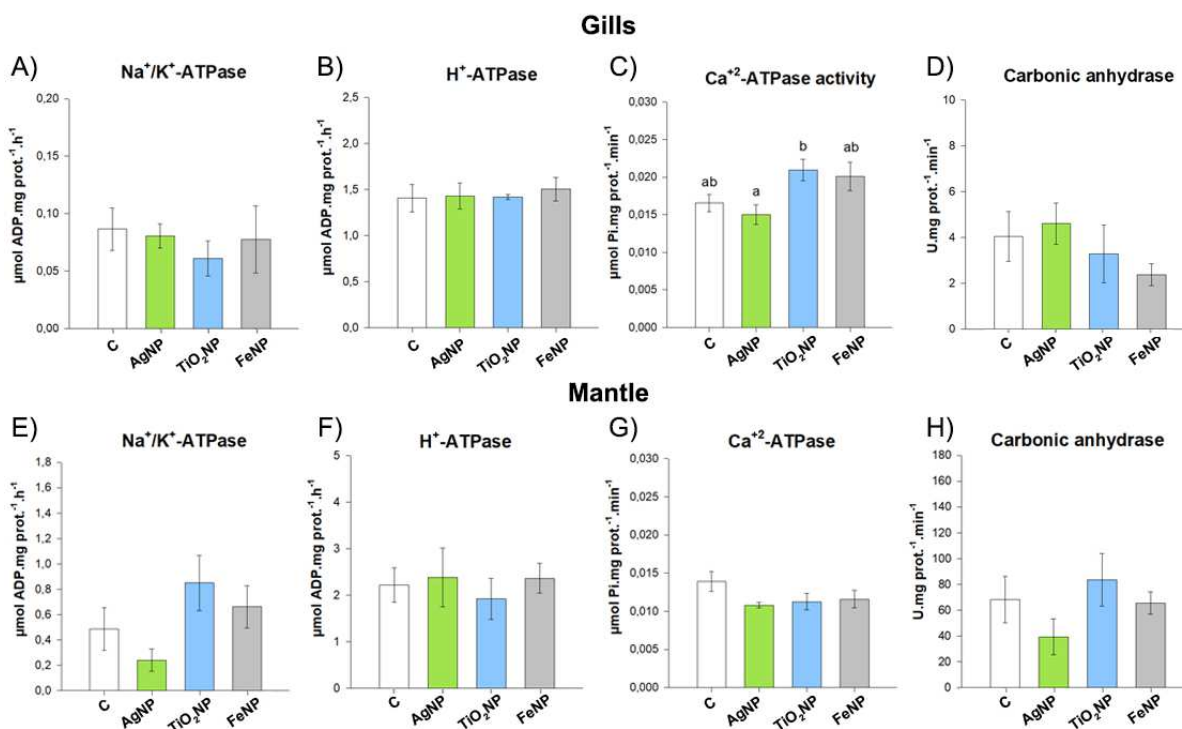 Gills
A) Na⁺/K⁺-ATPase
µmol ADP.mg prot.⁻¹.h⁻¹
0,20
0,15
0,10
0,05
0,00
C AgNP TiO₂NP FeNP
B) H⁺-ATPase
µmol ADP.mg prot.⁻¹.h⁻¹
2,5
2,0
1,5
1,0
0,5
0,0
C AgNP TiO₂NP FeNP
C) Ca⁺²-ATPase activity
µmol Pi.mg prot.⁻¹.min⁻¹
0,030
0,025
0,020
0,015
0,010
0,005
0,000
ab a b ab
C AgNP TiO₂NP FeNP
D) Carbonic anhydrase
U.mg prot.⁻¹.min⁻¹
10
8
6
4
2
0
C AgNP TiO₂NP FeNP
Mantle
E) Na⁺/K⁺-ATPase
µmol ADP.mg prot.⁻¹.h⁻¹
1,8
1,6
1,4
1,2
1,0
0,8
0,6
0,4
0,2
0,0
C AgNP TiO₂NP FeNP
F) H⁺-ATPase
µmol ADP.mg prot.⁻¹.h⁻¹
5
4
3
2
1
0
C AgNP TiO₂NP FeNP
G) Ca⁺²-ATPase
µmol Pi.mg prot.⁻¹.min⁻¹
0,030
0,025
0,020
0,015
0,010
0,005
0,000
C AgNP TiO₂NP FeNP
H) Carbonic anhydrase
U.mg prot.⁻¹.min⁻¹
180
160
140
120
100
80
60
40
20
0
C AgNP TiO₂NP FeNP